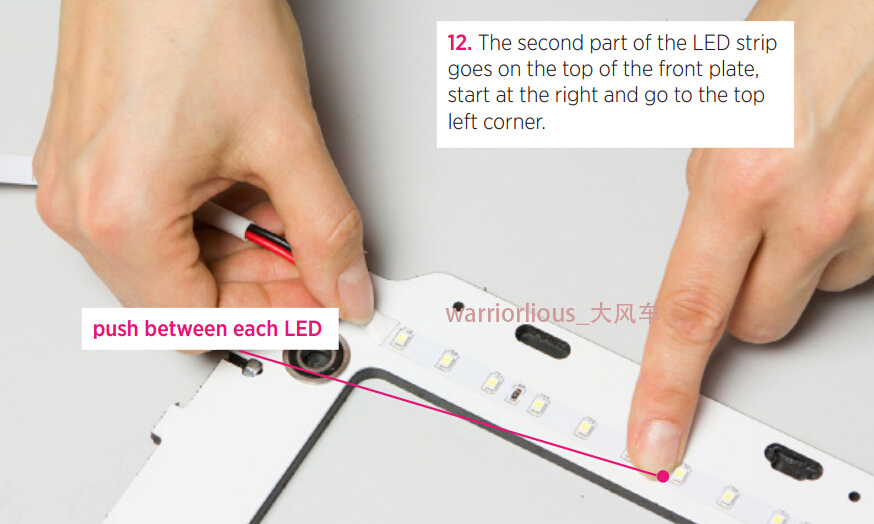 12. The second part of the LED strip
goes on the top of the front plate,
start at the right and go to the top
left corner.
warriorlious_大风车
push between each LED